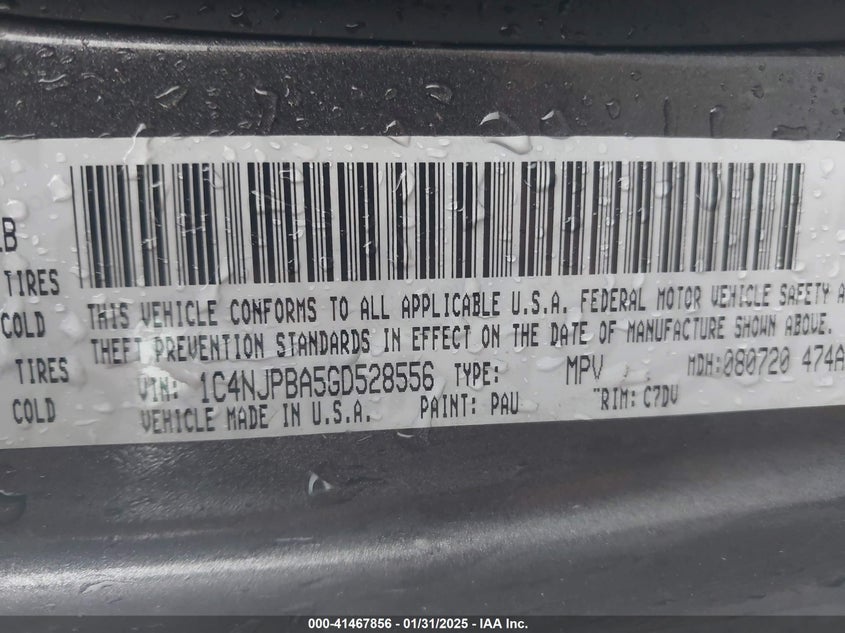 LB
TIRES
COLD
TIRES
COLD
THIS VEHICLE CONFORMS TO ALL APPLICABLE U.S.A. FEDERAL MOTOR VEHICLE SAFETY A
THEFT PREVENTION STANDARDS IN EFFECT ON THE DATE OF MANUFACTURE SHOWN ABOVE.
VIN: 1C4NJPBA5GD528556 TYPE: MPV MDH:080720 474A
VEHICLE MADE IN U.S.A. PAINT: PAU TRIM: C7DV
000-41467856 - 01/31/2025 - IAA Inc.